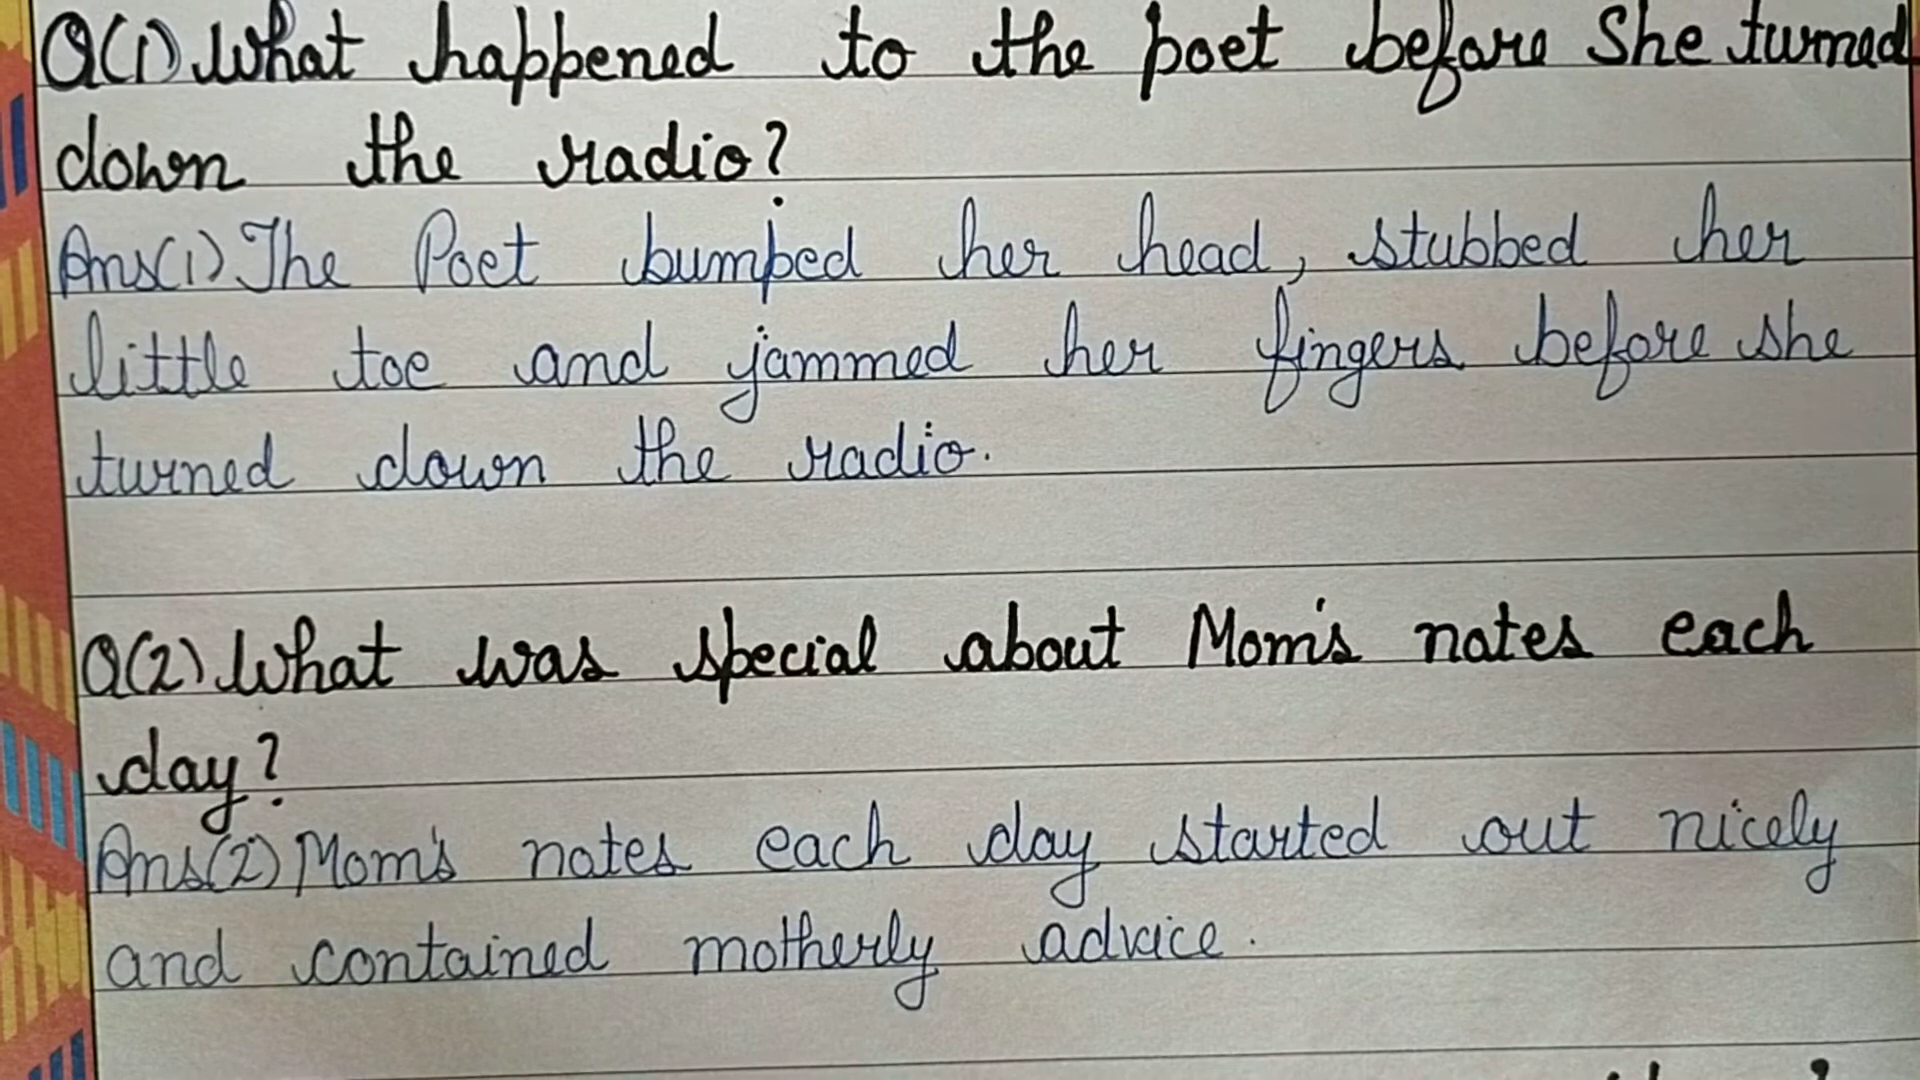 Q(1) What happened to the poet before She turned
down the radio?
Ans(1) The Poet bumped her head, stubbed her
little toe and jammed her fingers before she
turned down the radio.
Q(2) What was special about Mom's notes each
day?
Ans(2) Mom's notes each day started out nicely
and contained motherly advice.